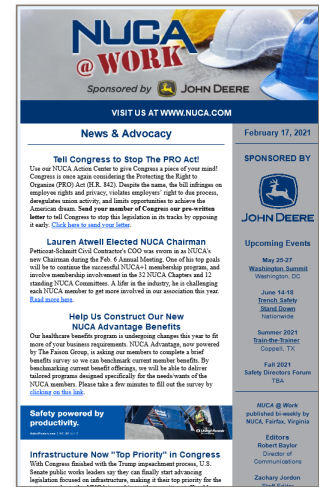 NUCA
@ WORK
Sponsored by JOHN DEERE
VISIT US AT WWW.NUCA.COM
News & Advocacy
Tell Congress to Stop The PRO Act!
Use our NUCA Action Center to give Congress a piece of your mind!
Congress is once again considering the Protecting the Right to
Organize (PRO) Act (H.R. 842). Despite the name, the bill infringes on
employee rights and privacy, violates employers' right to due process,
deregulates union activity, and limits opportunities to achieve the
American dream. Send your member of Congress our pre-written
letter to tell Congress to stop this legislation in its tracks by opposing
it early. Click here to send your letter.
Lauren Atwell Elected NUCA Chairman
Petticoat-Schmitt Civil Contractor's COO was sworn in as NUCA's
new Chairman during the Feb. 6 Annual Meeting. One of his top goals
will be to continue the successful NUCA+1 membership program, and
involve membership involvement in the 32 NUCA Chapters and 12
standing NUCA Committees. A lifer in the industry, he is challenging
each NUCA member to get more involved in our association this year.
Read more here.
Help Us Construct Our New
NUCA Advantage Benefits
Our healthcare benefits program is undergoing changes this year to fit
more of your business requirements. NUCA Advantage, now powered
by The Faison Group, is asking our members to complete a brief
benefits survey so we can benchmark current member benefits. By
benchmarking current benefit offerings, we will be able to deliver
tailored programs designed specifically for the needs/wants of the
NUCA members. Please take a few minutes to fill out the survey by
clicking on this link.
Safety powered by
productivity.
Infrastructure Now "Top Priority" in Congress
With Congress finished with the Trump impeachment process, U.S.
Senate public works leaders say they can finally start advancing
legislation focused on infrastructure, making it their top priority for the
February 17, 2021
SPONSORED BY
JOHN DEERE
Upcoming Events
May 25-27
Washington Summit
Washington, DC
June 14-18
Trench Safety
Stand Down
Nationwide
Summer 2021
Train-the-Trainer
Coppell, TX
Fall 2021
Safety Directors Forum
TBA
NUCA @ Work
published bi-weekly by
NUCA, Fairfax, Virginia
Editors
Robert Baylor
Director of
Communications
Zachary Jordon